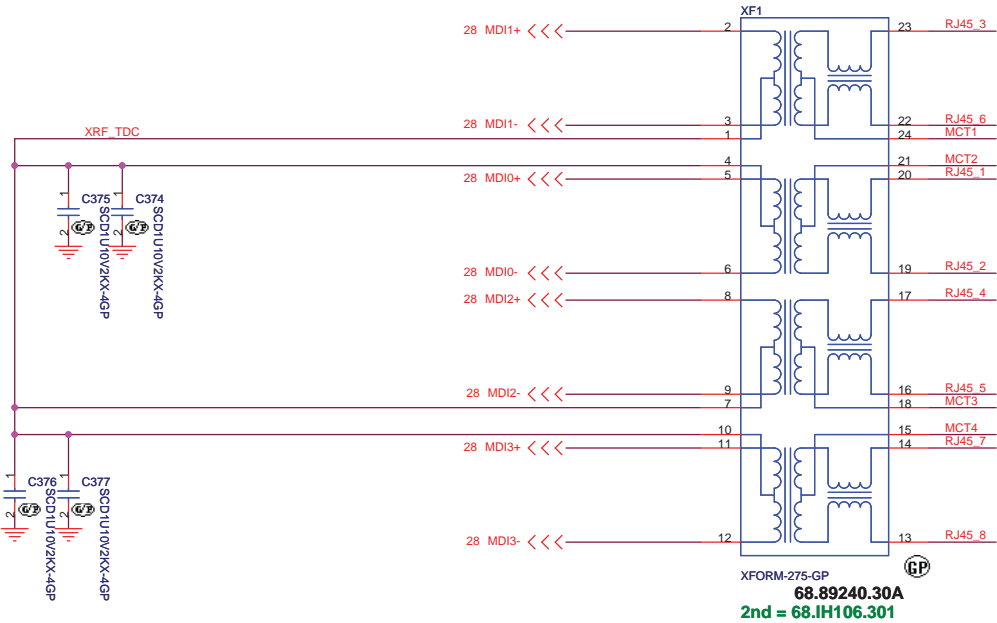 XF1
28 MDI1+
2
23
RJ45_3
28 MDI1-
3
22
RJ45_6
XRF_TDC
1
24
MCT1
4
21
MCT2
28 MDI0+
5
20
RJ45_1
1
C375
SCD1U10V2KX-4GP
G/P
2
1
C374
SCD1U10V2KX-4GP
G/P
2
28 MDI0-
6
19
RJ45_2
28 MDI2+
8
17
RJ45_4
28 MDI2-
9
16
RJ45_5
7
18
MCT3
10
15
MCT4
28 MDI3+
11
14
RJ45_7
1
C376
SCD1U10V2KX-4GP
G/P
2
1
C377
SCD1U10V2KX-4GP
G/P
2
28 MDI3-
12
13
RJ45_8
GP
XFORM-275-GP
68.89240.30A
2nd = 68.IH106.301